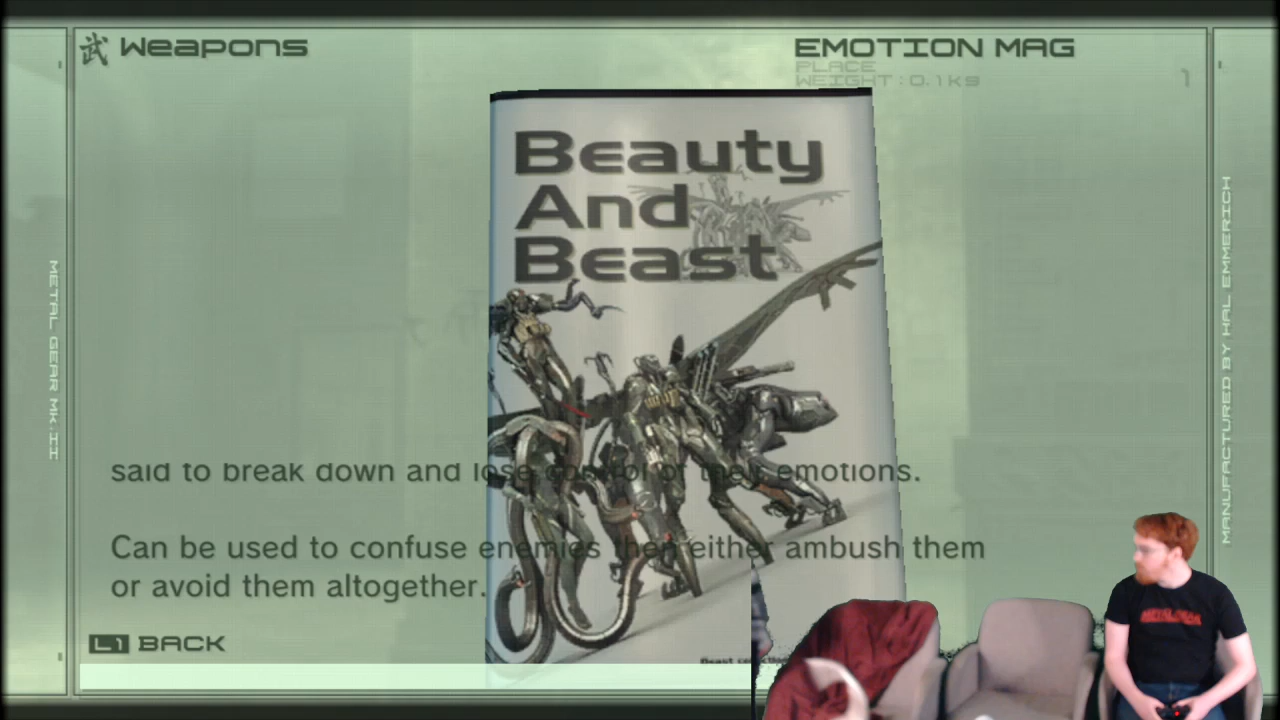 武 Weapons
EMOTION MAG
PLACE
WEIGHT:0.1kg
1
Beauty
And
Beast
METAL GEAR MK.II
MANUFACTURED BY HAL EMMERICH
said to break down and lose control of their emotions.
Can be used to confuse enemies then either ambush them
or avoid them altogether.
L1 BACK
Beast